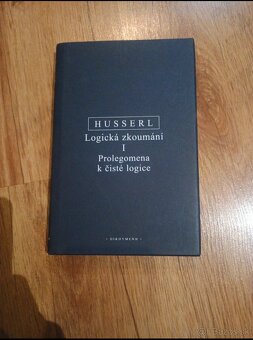 HUSSERL
Logická zkoumání
I
Prolegomena
k čisté logice
· OIKOYMENH ·